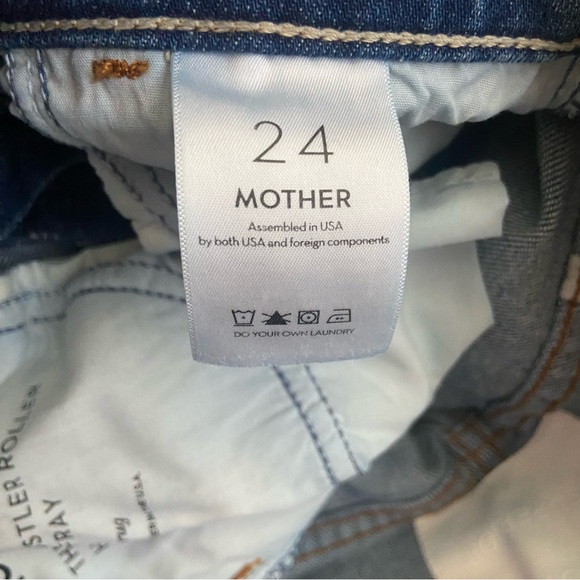 24
MOTHER
Assembled in USA
by both USA and foreign components
DO YOUR OWN LAUNDRY
STLER ROLLER
THRAY